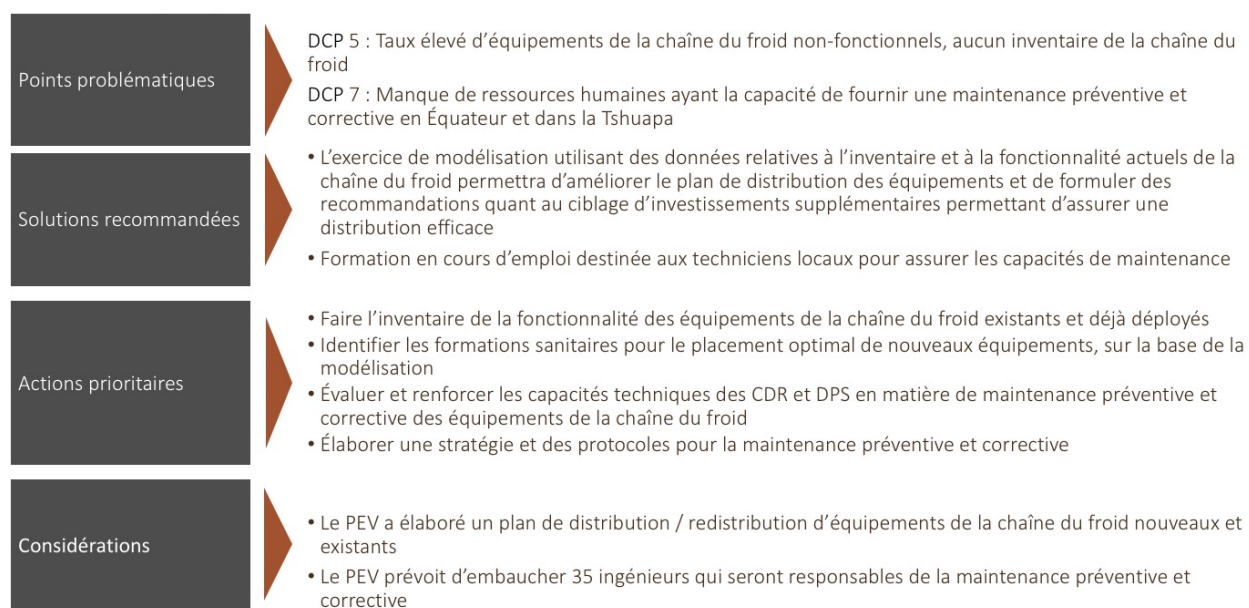 Points problématiques
DCP 5 : Taux élevé d’équipements de la chaîne du froid non-fonctionnels, aucun inventaire de la chaîne du
froid
DCP 7 : Manque de ressources humaines ayant la capacité de fournir une maintenance préventive et
corrective en Équateur et dans la Tshuapa
Solutions recommandées
• L’exercice de modélisation utilisant des données relatives à l’inventaire et à la fonctionnalité actuels de la
chaîne du froid permettra d’améliorer le plan de distribution des équipements et de formuler des
recommandations quant au ciblage d’investissements supplémentaires permettant d’assurer une
distribution efficace
• Formation en cours d’emploi destinée aux techniciens locaux pour assurer les capacités de maintenance
Actions prioritaires
• Faire l’inventaire de la fonctionnalité des équipements de la chaîne du froid existants et déjà déployés
• Identifier les formations sanitaires pour le placement optimal de nouveaux équipements, sur la base de la
modélisation
• Évaluer et renforcer les capacités techniques des CDR et DPS en matière de maintenance préventive et
corrective des équipements de la chaîne du froid
• Élaborer une stratégie et des protocoles pour la maintenance préventive et corrective
Considérations
• Le PEV a élaboré un plan de distribution / redistribution d’équipements de la chaîne du froid nouveaux et
existants
• Le PEV prévoit d’embaucher 35 ingénieurs qui seront responsables de la maintenance préventive et
corrective